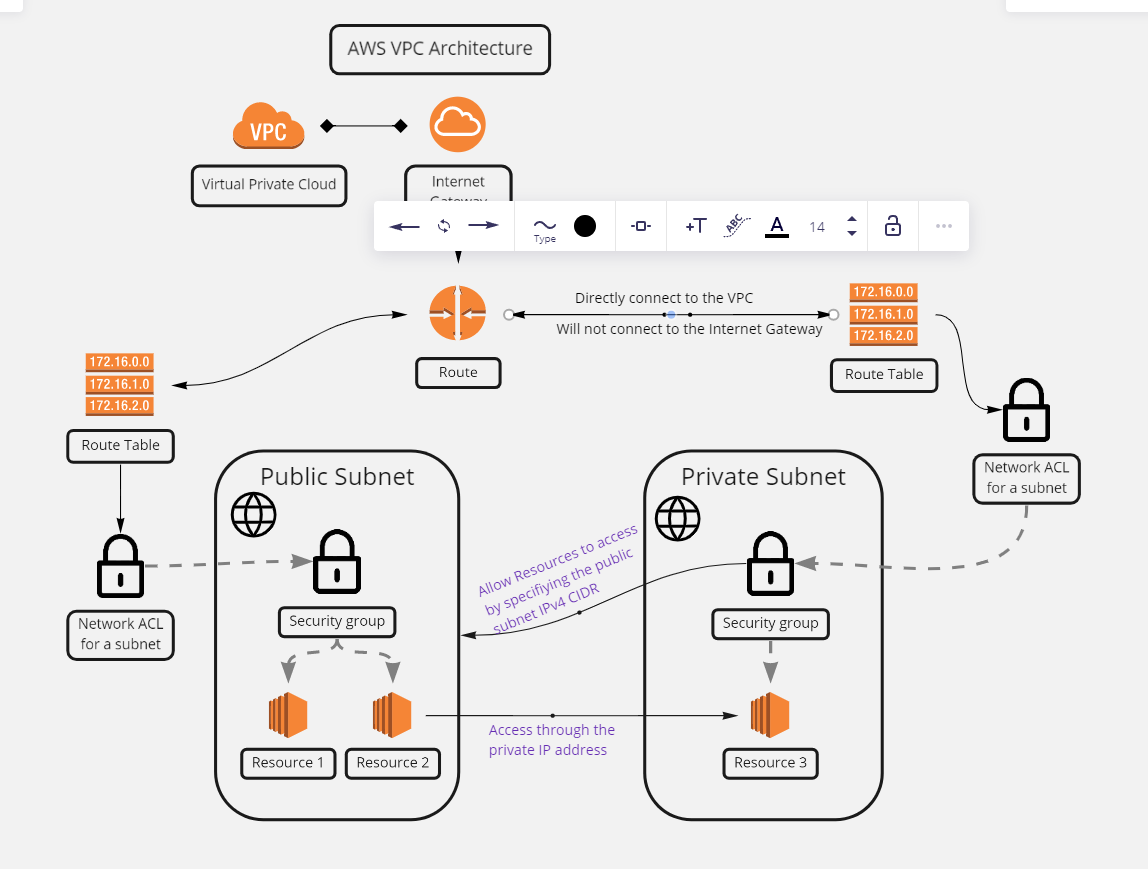 AWS VPC Architecture
VPC
Virtual Private Cloud
Internet
Gateway
Type
ABC
+T
A
14
Directly connect to the VPC
Will not connect to the Internet Gateway
172.16.0.0
172.16.1.0
172.16.2.0
Route Table
Route
172.16.0.0
172.16.1.0
172.16.2.0
Route Table
Network ACL
for a subnet
Public Subnet
Private Subnet
Allow Resources to access
by specifiying the public
subnet IPv4 CIDR
Network ACL
for a subnet
Security group
Security group
Access through the
private IP address
Resource 1
Resource 2
Resource 3